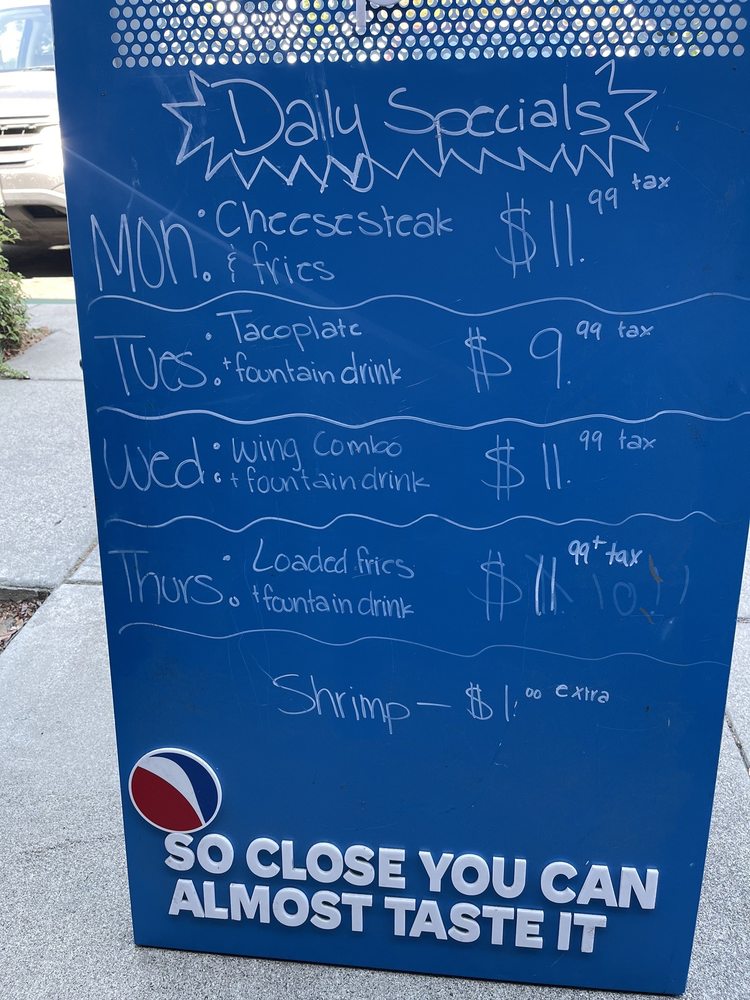 Daily Specials
Mon: Cheesesteak $11.99 tax
& fries
Tues: Tacoplate $9.99 tax
+fountain drink
Wed: Wing Combo $11.99 tax
+fountain drink
Thurs: Loaded fries $11.99+tax
+fountain drink
Shrimp - $1.00 extra
SO CLOSE YOU CAN
ALMOST TASTE IT